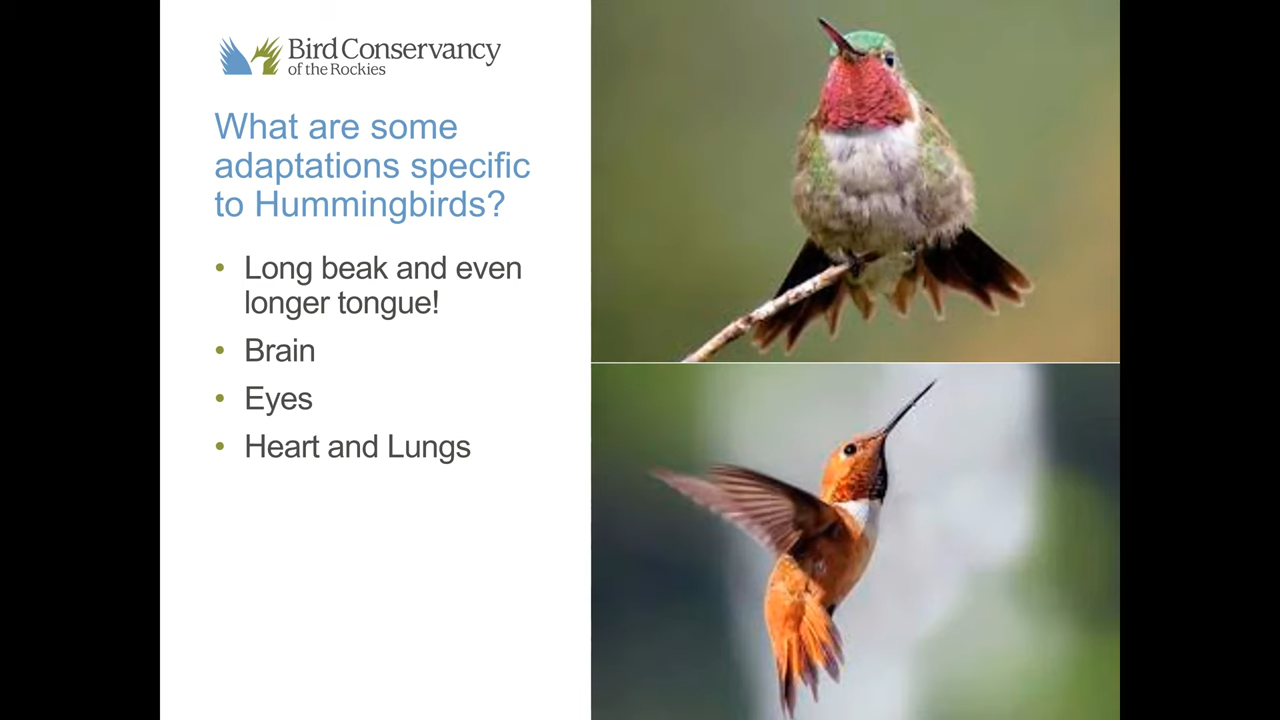 Bird Conservancy
of the Rockies
What are some
adaptations specific
to Hummingbirds?
• Long beak and even
longer tongue!
• Brain
• Eyes
• Heart and Lungs